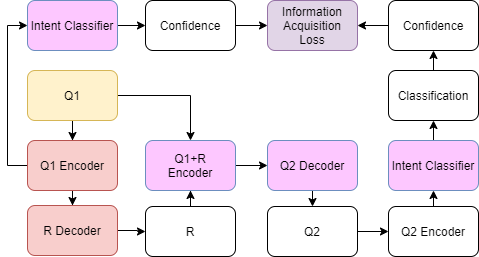 Intent Classifier
Confidence
Information
Acquisition
Loss
Confidence
Q1
Classification
Q1 Encoder
Q1+R
Encoder
Q2 Decoder
Intent Classifier
R Decoder
R
Q2
Q2 Encoder